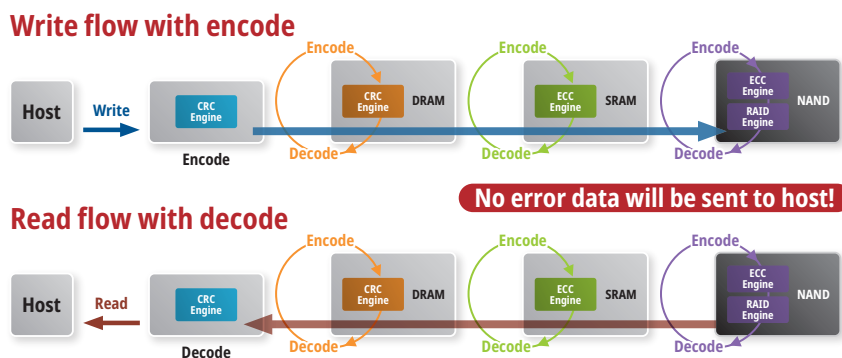 Write flow with encode
Encode
Encode
Encode
Host
Write
CRC
Engine
CRC
Engine
DRAM
ECC
Engine
SRAM
ECC
Engine
RAID
Engine
NAND
Encode
Decode
Decode
Decode
No error data will be sent to host!
Read flow with decode
Encode
Encode
Encode
Host
Read
CRC
Engine
CRC
Engine
DRAM
ECC
Engine
SRAM
ECC
Engine
RAID
Engine
NAND
Decode
Decode
Decode
Decode